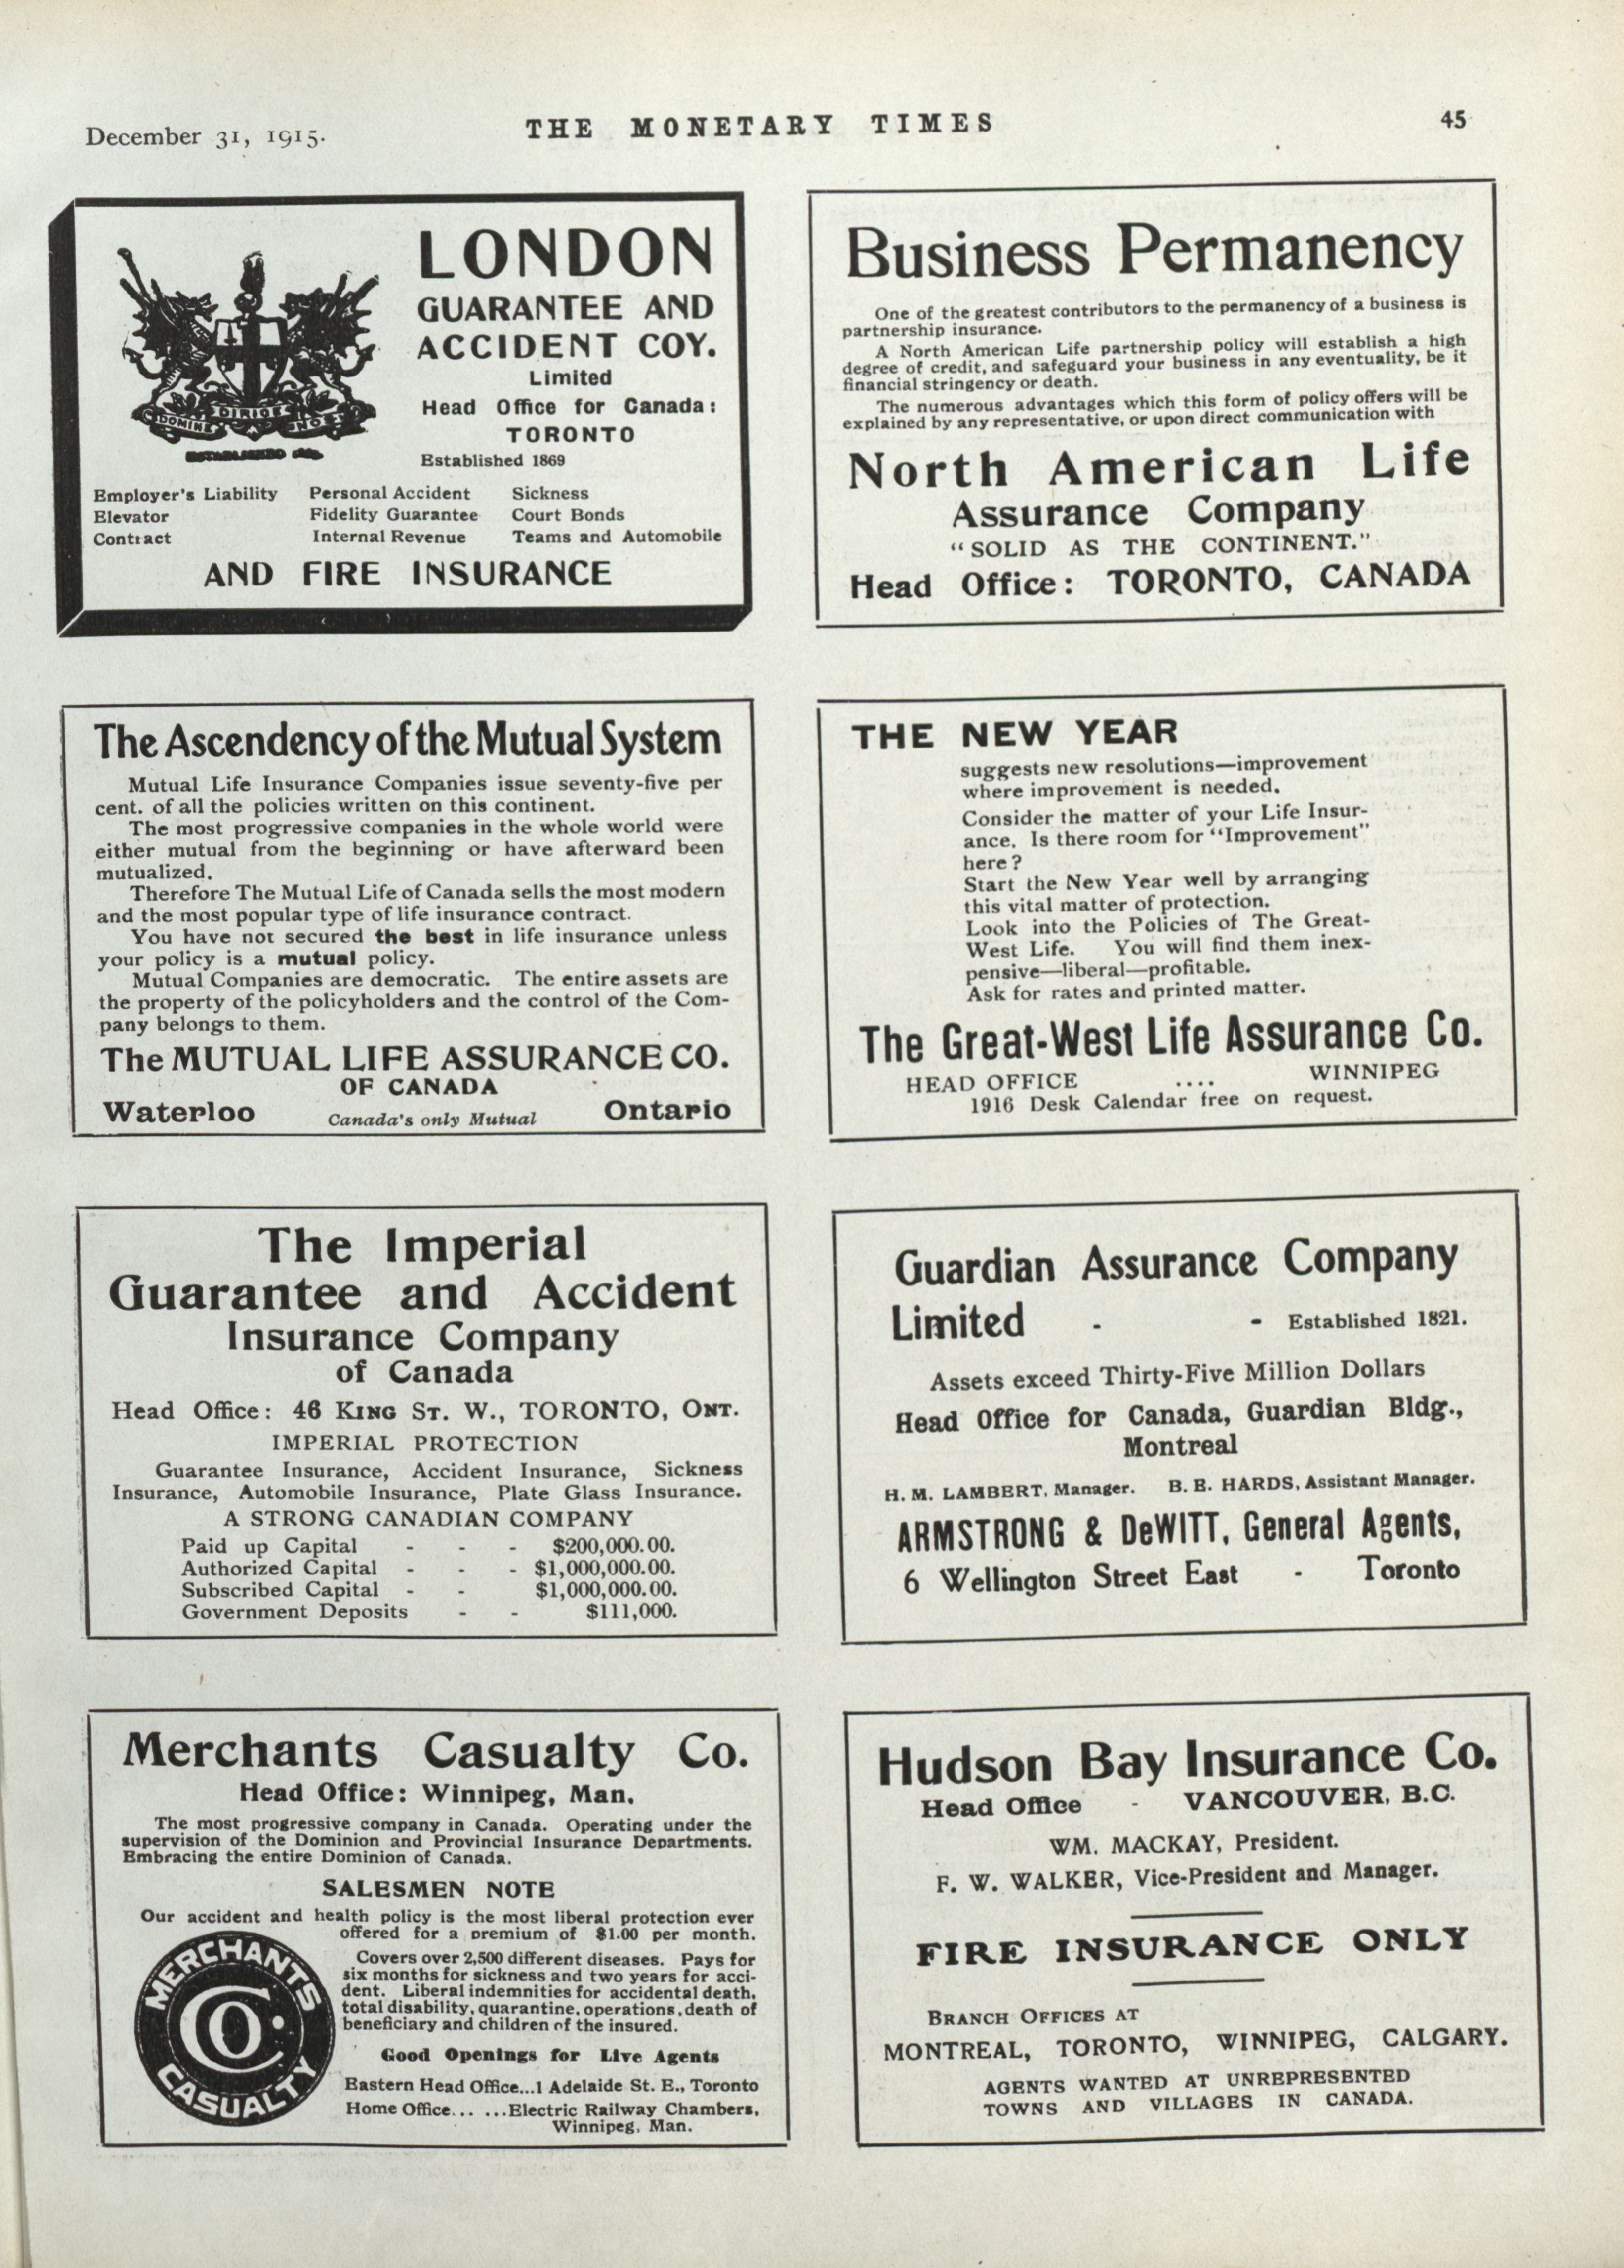 December 31, 1915.
THE MONETARY TIMES
45
LONDON
GUARANTEE AND
ACCIDENT COY.
Limited
Head Office for Canada:
TORONTO
Established 1869
DOMINE DIRIGE NOS
Employer's Liability Personal Accident Sickness
Elevator Fidelity Guarantee Court Bonds
Contract Internal Revenue Teams and Automobile
AND FIRE INSURANCE
Business Permanency
One of the greatest contributors to the permanency of a business is
partnership insurance.
A North American Life partnership policy will establish a high
degree of credit, and safeguard your business in any eventuality, be it
financial stringency or death.
The numerous advantages which this form of policy offers will be
explained by any representative, or upon direct communication with
North American Life
Assurance Company
"SOLID AS THE CONTINENT."
Head Office: TORONTO, CANADA
The Ascendency of the Mutual System
Mutual Life Insurance Companies issue seventy-five per
cent. of all the policies written on this continent.
The most progressive companies in the whole world were
either mutual from the beginning or have afterward been
mutualized.
Therefore The Mutual Life of Canada sells the most modern
and the most popular type of life insurance contract.
You have not secured the best in life insurance unless
your policy is a mutual policy.
Mutual Companies are democratic. The entire assets are
the property of the policyholders and the control of the Com-
pany belongs to them.
The MUTUAL LIFE ASSURANCE CO.
OF CANADA
Waterloo Canada's only Mutual Ontario
THE NEW YEAR
suggests new resolutions—improvement
where improvement is needed.
Consider the matter of your Life Insur-
ance. Is there room for "Improvement"
here?
Start the New Year well by arranging
this vital matter of protection.
Look into the Policies of The Great-
West Life. You will find them inex-
pensive—liberal—profitable.
Ask for rates and printed matter.
The Great-West Life Assurance Co.
HEAD OFFICE .... WINNIPEG
1916 Desk Calendar free on request.
The Imperial
Guarantee and Accident
Insurance Company
of Canada
Head Office: 46 KING ST. W., TORONTO, ONT.
IMPERIAL PROTECTION
Guarantee Insurance, Accident Insurance, Sickness
Insurance, Automobile Insurance, Plate Glass Insurance.
A STRONG CANADIAN COMPANY
Paid up Capital - - - $200,000.00.
Authorized Capital - - - $1,000,000.00.
Subscribed Capital - - $1,000,000.00.
Government Deposits - - $111,000.
Guardian Assurance Company
Limited - - Established 1821.
Assets exceed Thirty-Five Million Dollars
Head Office for Canada, Guardian Bldg.,
Montreal
H. M. LAMBERT, Manager. B. E. HARDS, Assistant Manager.
ARMSTRONG & DeWITT, General Agents,
6 Wellington Street East - Toronto
Merchants Casualty Co.
Head Office: Winnipeg, Man.
The most progressive company in Canada. Operating under the
supervision of the Dominion and Provincial Insurance Departments.
Embracing the entire Dominion of Canada.
SALESMEN NOTE
Our accident and health policy is the most liberal protection ever
offered for a premium of $1.00 per month.
Covers over 2,500 different diseases. Pays for
six months for sickness and two years for acci-
dent. Liberal indemnities for accidental death,
total disability, quarantine, operations, death of
beneficiary and children of the insured.
Good Openings for Live Agents
Eastern Head Office...1 Adelaide St. E., Toronto
Home Office... ...Electric Railway Chambers,
Winnipeg, Man.
MERCHANTS
Co.
CASUALTY
Hudson Bay Insurance Co.
Head Office - VANCOUVER, B.C.
WM. MACKAY, President.
F. W. WALKER, Vice-President and Manager.
FIRE INSURANCE ONLY
BRANCH OFFICES AT
MONTREAL, TORONTO, WINNIPEG, CALGARY.
AGENTS WANTED AT UNREPRESENTED
TOWNS AND VILLAGES IN CANADA.